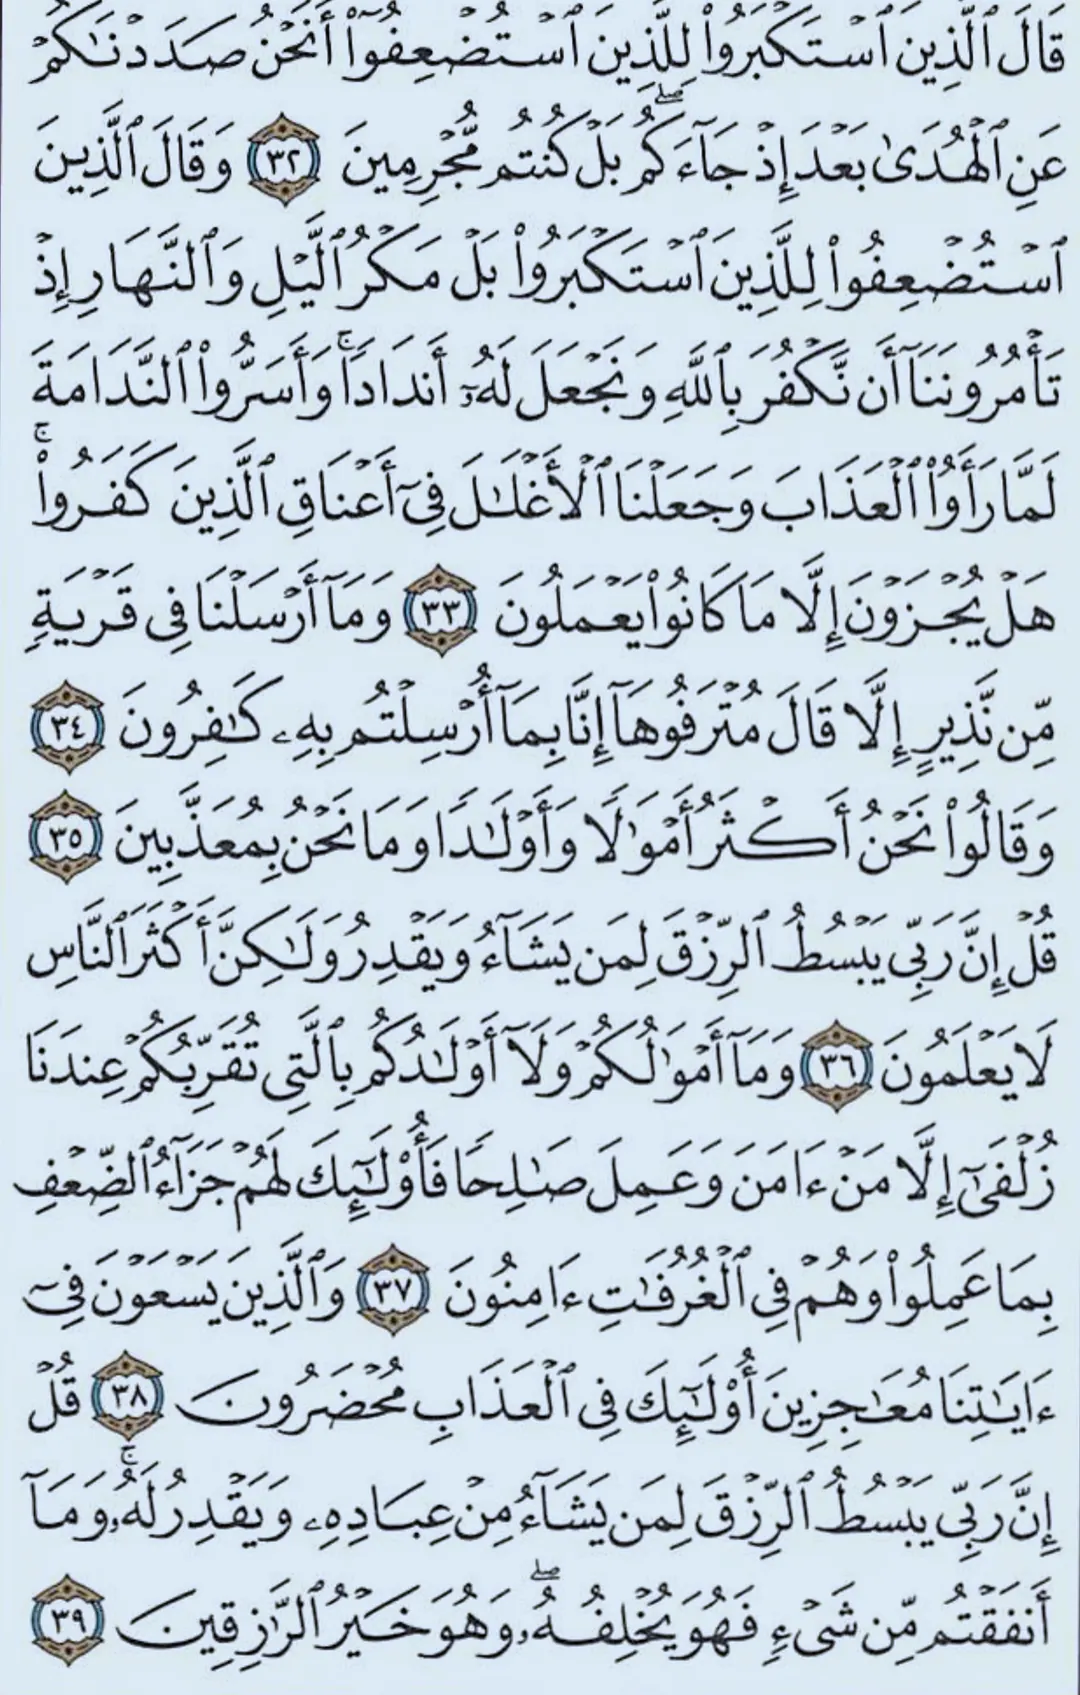 قَالَ ٱلَّذِينَ ٱسْتَكْبَرُوا۟ لِلَّذِينَ ٱسْتُضْعِفُوٓا۟ أَنَحْنُ صَدَدْنَـٰكُمْ
عَنِ ٱلْهُدَىٰ بَعْدَ إِذْ جَآءَكُم ۖ بَلْ كُنتُم مُّجْرِمِينَ ٣٢ وَقَالَ ٱلَّذِينَ
ٱسْتُضْعِفُوا۟ لِلَّذِينَ ٱسْتَكْبَرُوا۟ بَلْ مَكْرُ ٱلَّيْلِ وَٱلنَّهَارِ إِذْ
تَأْمُرُونَنَآ أَن نَّكْفُرَ بِٱللَّهِ وَنَجْعَلَ لَهُۥٓ أَندَادًا ۚ وَأَسَرُّوا۟ ٱلنَّدَامَةَ
لَمَّا رَأَوُا۟ ٱلْعَذَابَ وَجَعَلْنَا ٱلْأَغْلَـٰلَ فِىٓ أَعْنَاقِ ٱلَّذِينَ كَفَرُوا۟ ۚ
هَلْ يُجْزَوْنَ إِلَّا مَا كَانُوا۟ يَعْمَلُونَ ٣٣ وَمَآ أَرْسَلْنَا فِى قَرْيَةٍ
مِّن نَّذِيرٍ إِلَّا قَالَ مُتْرَفُوهَآ إِنَّا بِمَآ أُرْسِلْتُم بِهِۦ كَـٰفِرُونَ ٣٤
وَقَالُوا۟ نَحْنُ أَكْثَرُ أَمْوَٰلًا وَأَوْلَـٰدًا وَمَا نَحْنُ بِمُعَذَّبِينَ ٣٥
قُلْ إِنَّ رَبِّى يَبْسُطُ ٱلرِّزْقَ لِمَن يَشَآءُ وَيَقْدِرُ وَلَـٰكِنَّ أَكْثَرَ ٱلنَّاسِ
لَا يَعْلَمُونَ ٣٦ وَمَآ أَمْوَٰلُكُمْ وَلَآ أَوْلَـٰدُكُم بِٱلَّتِى تُقَرِّبُكُمْ عِندَنَا
زُلْفَىٰٓ إِلَّا مَنْ ءَامَنَ وَعَمِلَ صَـٰلِحًا فَأُو۟لَـٰٓئِكَ لَهُمْ جَزَآءُ ٱلضِّعْفِ
بِمَا عَمِلُوا۟ وَهُمْ فِى ٱلْغُرُفَـٰتِ ءَامِنُونَ ٣٧ وَٱلَّذِينَ يَسْعَوْنَ فِىٓ
ءَايَـٰتِنَا مُعَـٰجِزِينَ أُو۟لَـٰٓئِكَ فِى ٱلْعَذَابِ مُحْضَرُونَ ٣٨ قُلْ
إِنَّ رَبِّى يَبْسُطُ ٱلرِّزْقَ لِمَن يَشَآءُ مِنْ عِبَادِهِۦ وَيَقْدِرُ لَهُۥ ۚ وَمَآ
أَنفَقْتُم مِّن شَىْءٍ فَهُوَ يُخْلِفُهُۥ ۖ وَهُوَ خَيْرُ ٱلرَّٰزِقِينَ ٣٩